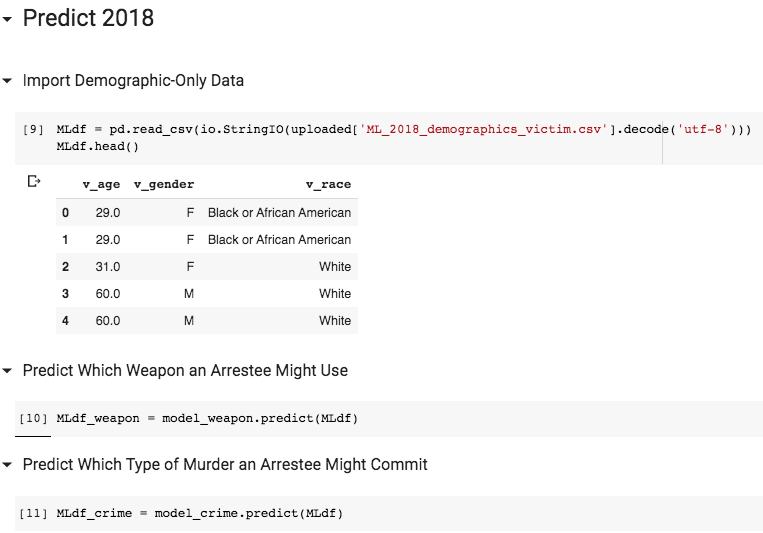 Predict 2018
Import Demographic-Only Data
[9] MLdf = pd.read_csv(io.StringIO(uploaded['ML_2018_demographics_victim.csv'].decode('utf-8')))
MLdf.head()
v_age v_gender v_race
0 29.0 F Black or African American
1 29.0 F Black or African American
2 31.0 F White
3 60.0 M White
4 60.0 M White
Predict Which Weapon an Arrestee Might Use
[10] MLdf_weapon = model_weapon.predict(MLdf)
Predict Which Type of Murder an Arrestee Might Commit
[11] MLdf_crime = model_crime.predict(MLdf)